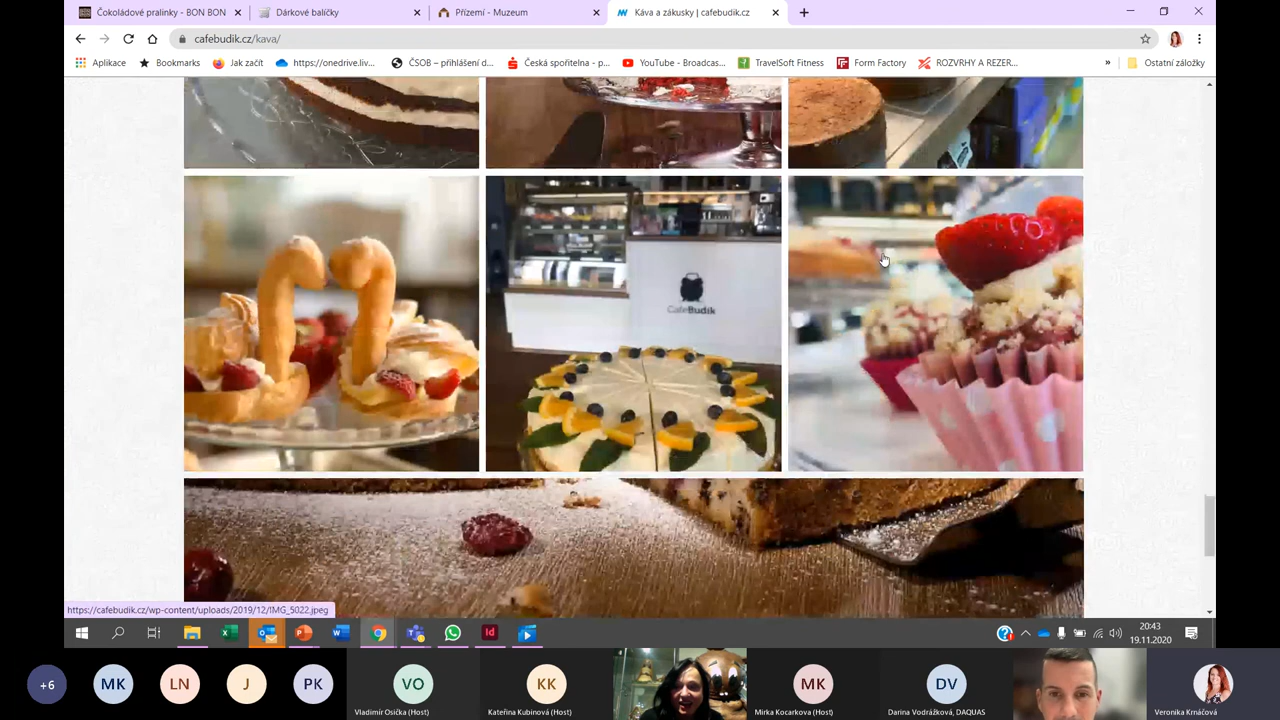 Čokoládové pralinky - BON BON
Dárkové balíčky
Přízemí - Muzeum
Káva a zákusky | cafebudik.cz
cafebudik.cz/kava/
Aplikace
Bookmarks
Jak začít
https://onedrive.liv...
ČSOB – přihlášení d...
Česká spořitelna - p...
YouTube - Broadcas...
TravelSoft Fitness
Form Factory
ROZVRHY A REZER...
»
Ostatní záložky
CafeBudík
https://cafebudik.cz/wp-content/uploads/2019/12/IMG_5022.jpeg
20:43
19.11.2020
+6
MK
LN
J
PK
VO
Vladimír Osička (Host)
KK
Kateřina Kubinová (Host)
MK
Mirka Kocarkova (Host)
DV
Darina Vodrážková, DAQUAS
Veronika Krnáčová